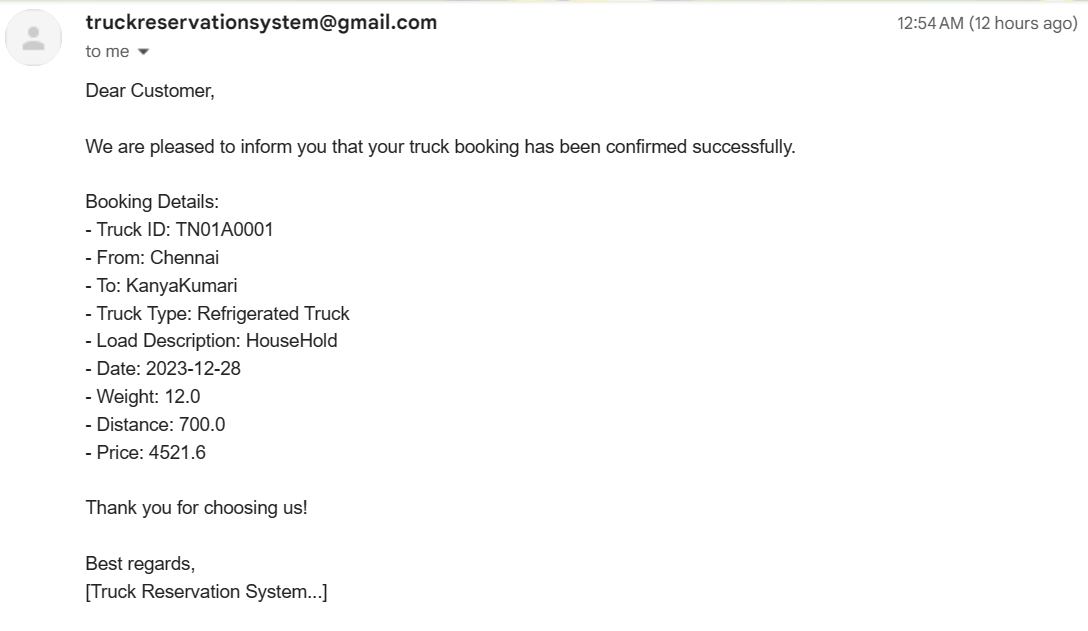 truckreservationsystem@gmail.com
12:54 AM (12 hours ago)
to me
Dear Customer,
We are pleased to inform you that your truck booking has been confirmed successfully.
Booking Details:
- Truck ID: TN01A0001
- From: Chennai
- To: KanyaKumari
- Truck Type: Refrigerated Truck
- Load Description: HouseHold
- Date: 2023-12-28
- Weight: 12.0
- Distance: 700.0
- Price: 4521.6
Thank you for choosing us!
Best regards,
[Truck Reservation System...]